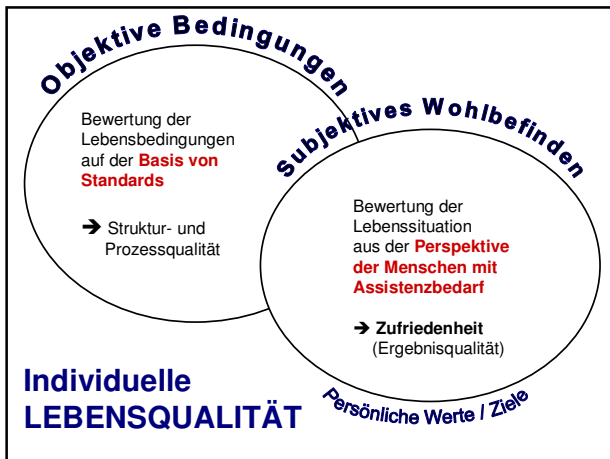 Objektive Bedingungen
Bewertung der
Lebensbedingungen
auf der Basis von
Standards
➔ Struktur- und
Prozessqualität
Subjektives Wohlbefinden
Bewertung der
Lebenssituation
aus der Perspektive
der Menschen mit
Assistenzbedarf
➔ Zufriedenheit
(Ergebnisqualität)
Persönliche Werte / Ziele
Individuelle
LEBENSQUALITÄT